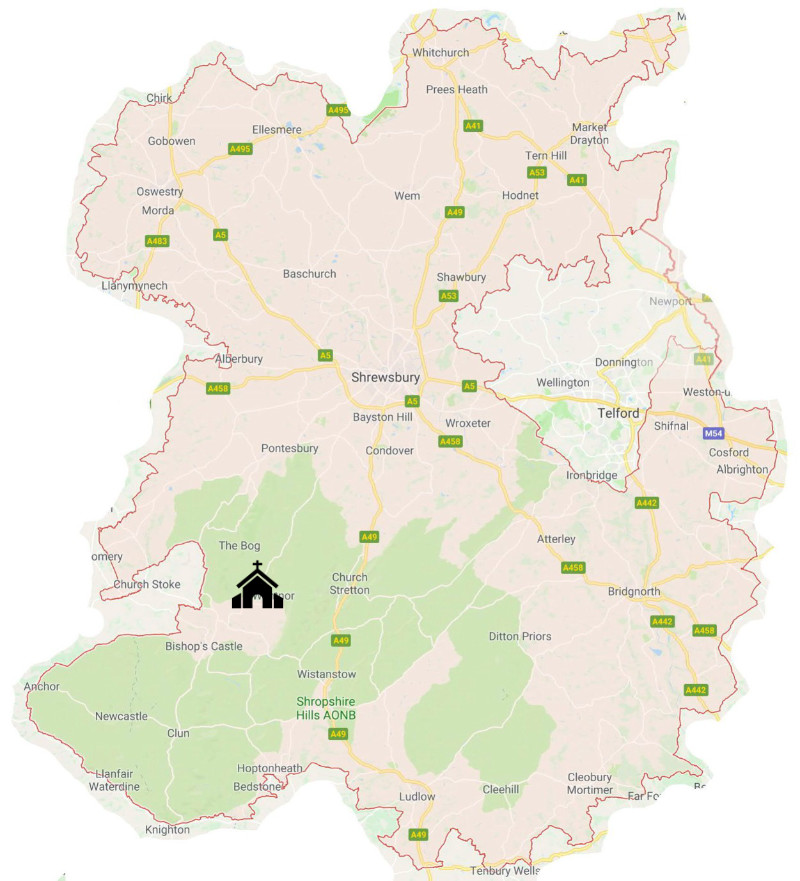 M
Whitchurch
Prees Heath
Chirk
A495
Ellesmere
A41
Market
Drayton
Gobowen
A495
Tern Hill
A53
A41
Oswestry
Wem
Hodnet
Morda
A49
A5
A483
Baschurch
Shawbury
Llanymynech
A53
Newport
Alberbury
A5
Donnington
A41
Shrewsbury
Wellington
A458
A5
Weston-u
A5
Telford
Bayston Hill
Wroxeter
Shifnal
M54
A458
Pontesbury
Condover
Cosford
Albrighton
Ironbridge
A442
A49
Atterley
The Bog
omery
A458
Church Stoke
Church
Stretton
Bridgnorth
nor
A442
A458
A49
Ditton Priors
Bishop's Castle
Wistanstow
Anchor
A442
Shropshire
Hills AONB
Newcastle
Clun
A49
Hoptonheath
Llanfair
Waterdine
Bedstone
Cleobury
Mortimer
Cleehill
Ludlow
Knighton
A49
Tenbury Wells